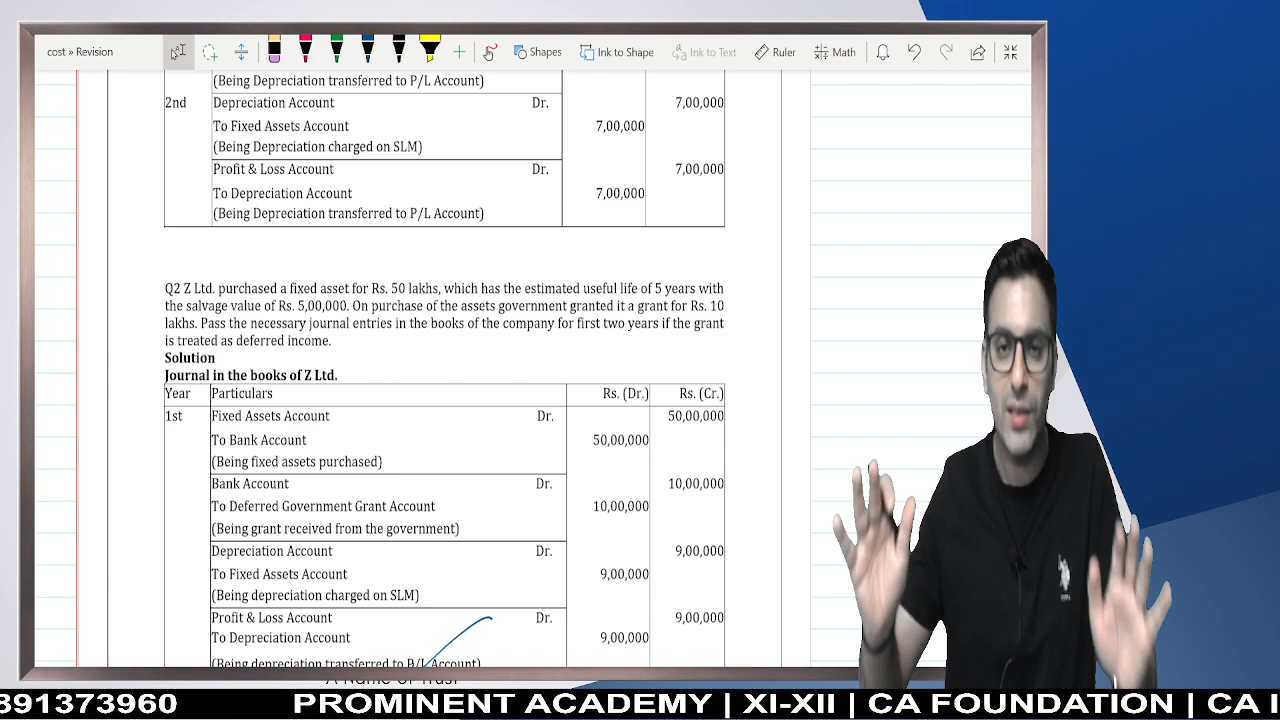 cost » Revision
Shapes
Ink to Shape
Ink to Text
Ruler
Math
(Being Depreciation transferred to P/L Account)
2nd Depreciation Account Dr. 7,00,000
To Fixed Assets Account 7,00,000
(Being Depreciation charged on SLM)
Profit & Loss Account Dr. 7,00,000
To Depreciation Account 7,00,000
(Being Depreciation transferred to P/L Account)
Q2 Z Ltd. purchased a fixed asset for Rs. 50 lakhs, which has the estimated useful life of 5 years with
the salvage value of Rs. 5,00,000. On purchase of the assets government granted it a grant for Rs. 10
lakhs. Pass the necessary journal entries in the books of the company for first two years if the grant
is treated as deferred income.
Solution
Journal in the books of Z Ltd.
Year Particulars Rs. (Dr.) Rs. (Cr.)
1st Fixed Assets Account Dr. 50,00,000
To Bank Account 50,00,000
(Being fixed assets purchased)
Bank Account Dr. 10,00,000
To Deferred Government Grant Account 10,00,000
(Being grant received from the government)
Depreciation Account Dr. 9,00,000
To Fixed Assets Account 9,00,000
(Being depreciation charged on SLM)
Profit & Loss Account Dr. 9,00,000
To Depreciation Account 9,00,000
(Being depreciation transferred to P/L Account)
891373960 PROMINENT ACADEMY | XI-XII | CA FOUNDATION | CA I